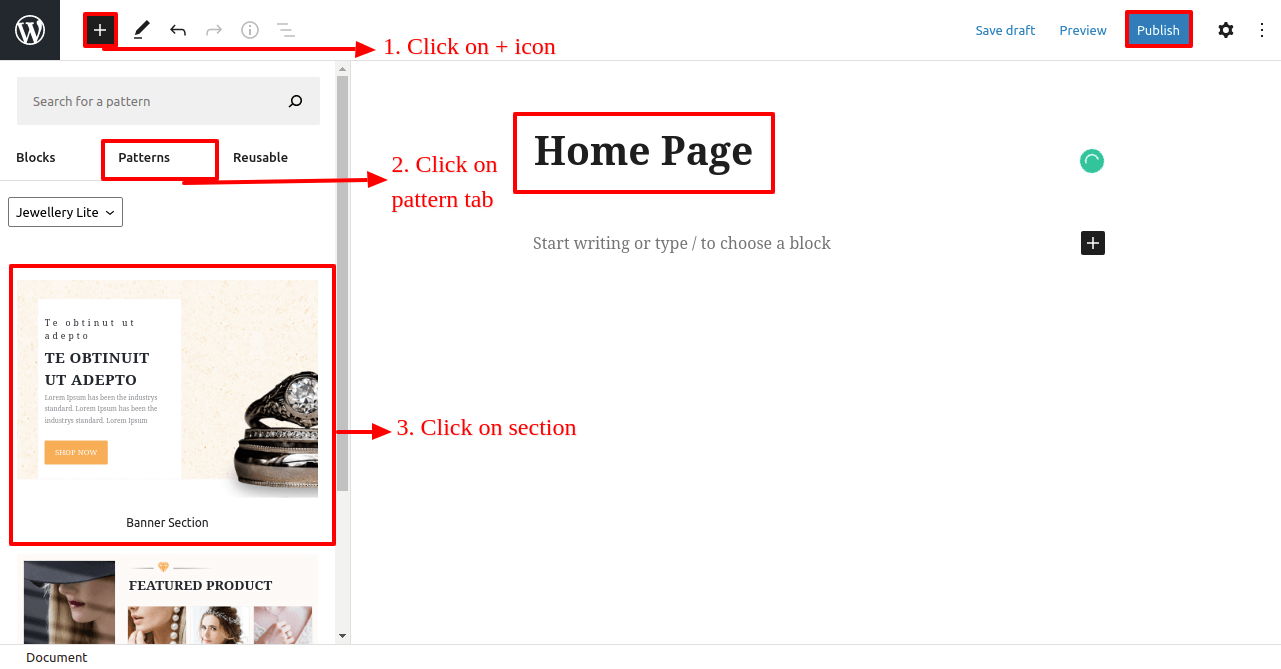 Save draft
Preview
Publish
1. Click on + icon
Search for a pattern
Blocks
Patterns
Reusable
2. Click on
pattern tab
Home Page
Jewellery Lite
Start writing or type / to choose a block
Te obtinut ut
adepto
TE OBTINUIT
UT ADEPTO
Lorem Ipsum has been the industrys
standard. Lorem Ipsum has been the
industrys standard. Lorem Ipsum
SHOP NOW
3. Click on section
Banner Section
FEATURED PRODUCT
Document